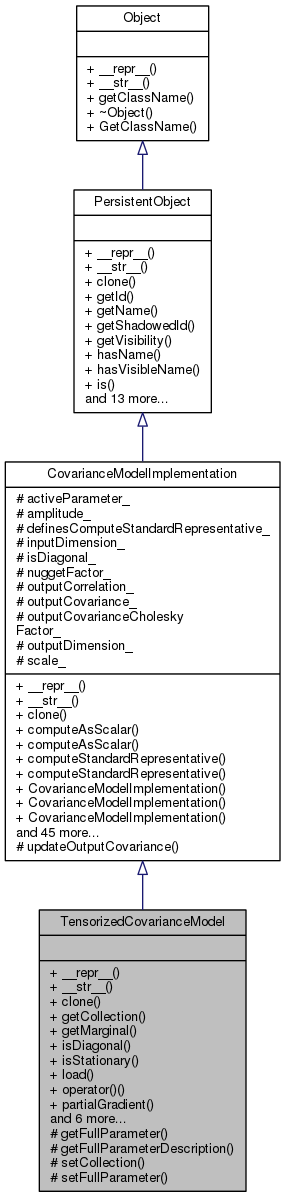 Object
+ __repr__()
+ __str__()
+ getClassName()
+ ~Object()
+ GetClassName()
PersistentObject
+ __repr__()
+ __str__()
+ clone()
+ getId()
+ getName()
+ getShadowedId()
+ getVisibility()
+ hasName()
+ hasVisibleName()
+ is()
and 13 more...
CovarianceModelImplementation
# activeParameter_
# amplitude_
# definesComputeStandardRepresentative_
# inputDimension_
# isDiagonal_
# nuggetFactor_
# outputCorrelation_
# outputCovariance_
# outputCovarianceCholesky
Factor_
# outputDimension_
# scale_
+ __repr__()
+ __str__()
+ clone()
+ computeAsScalar()
+ computeAsScalar()
+ computeStandardRepresentative()
+ computeStandardRepresentative()
+ CovarianceModelImplementation()
+ CovarianceModelImplementation()
+ CovarianceModelImplementation()
and 45 more...
# updateOutputCovariance()
TensorizedCovarianceModel
+ __repr__()
+ __str__()
+ clone()
+ getCollection()
+ getMarginal()
+ isDiagonal()
+ isStationary()
+ load()
+ operator()()
+ partialGradient()
and 6 more...
# getFullParameter()
# getFullParameterDescription()
# setCollection()
# setFullParameter()